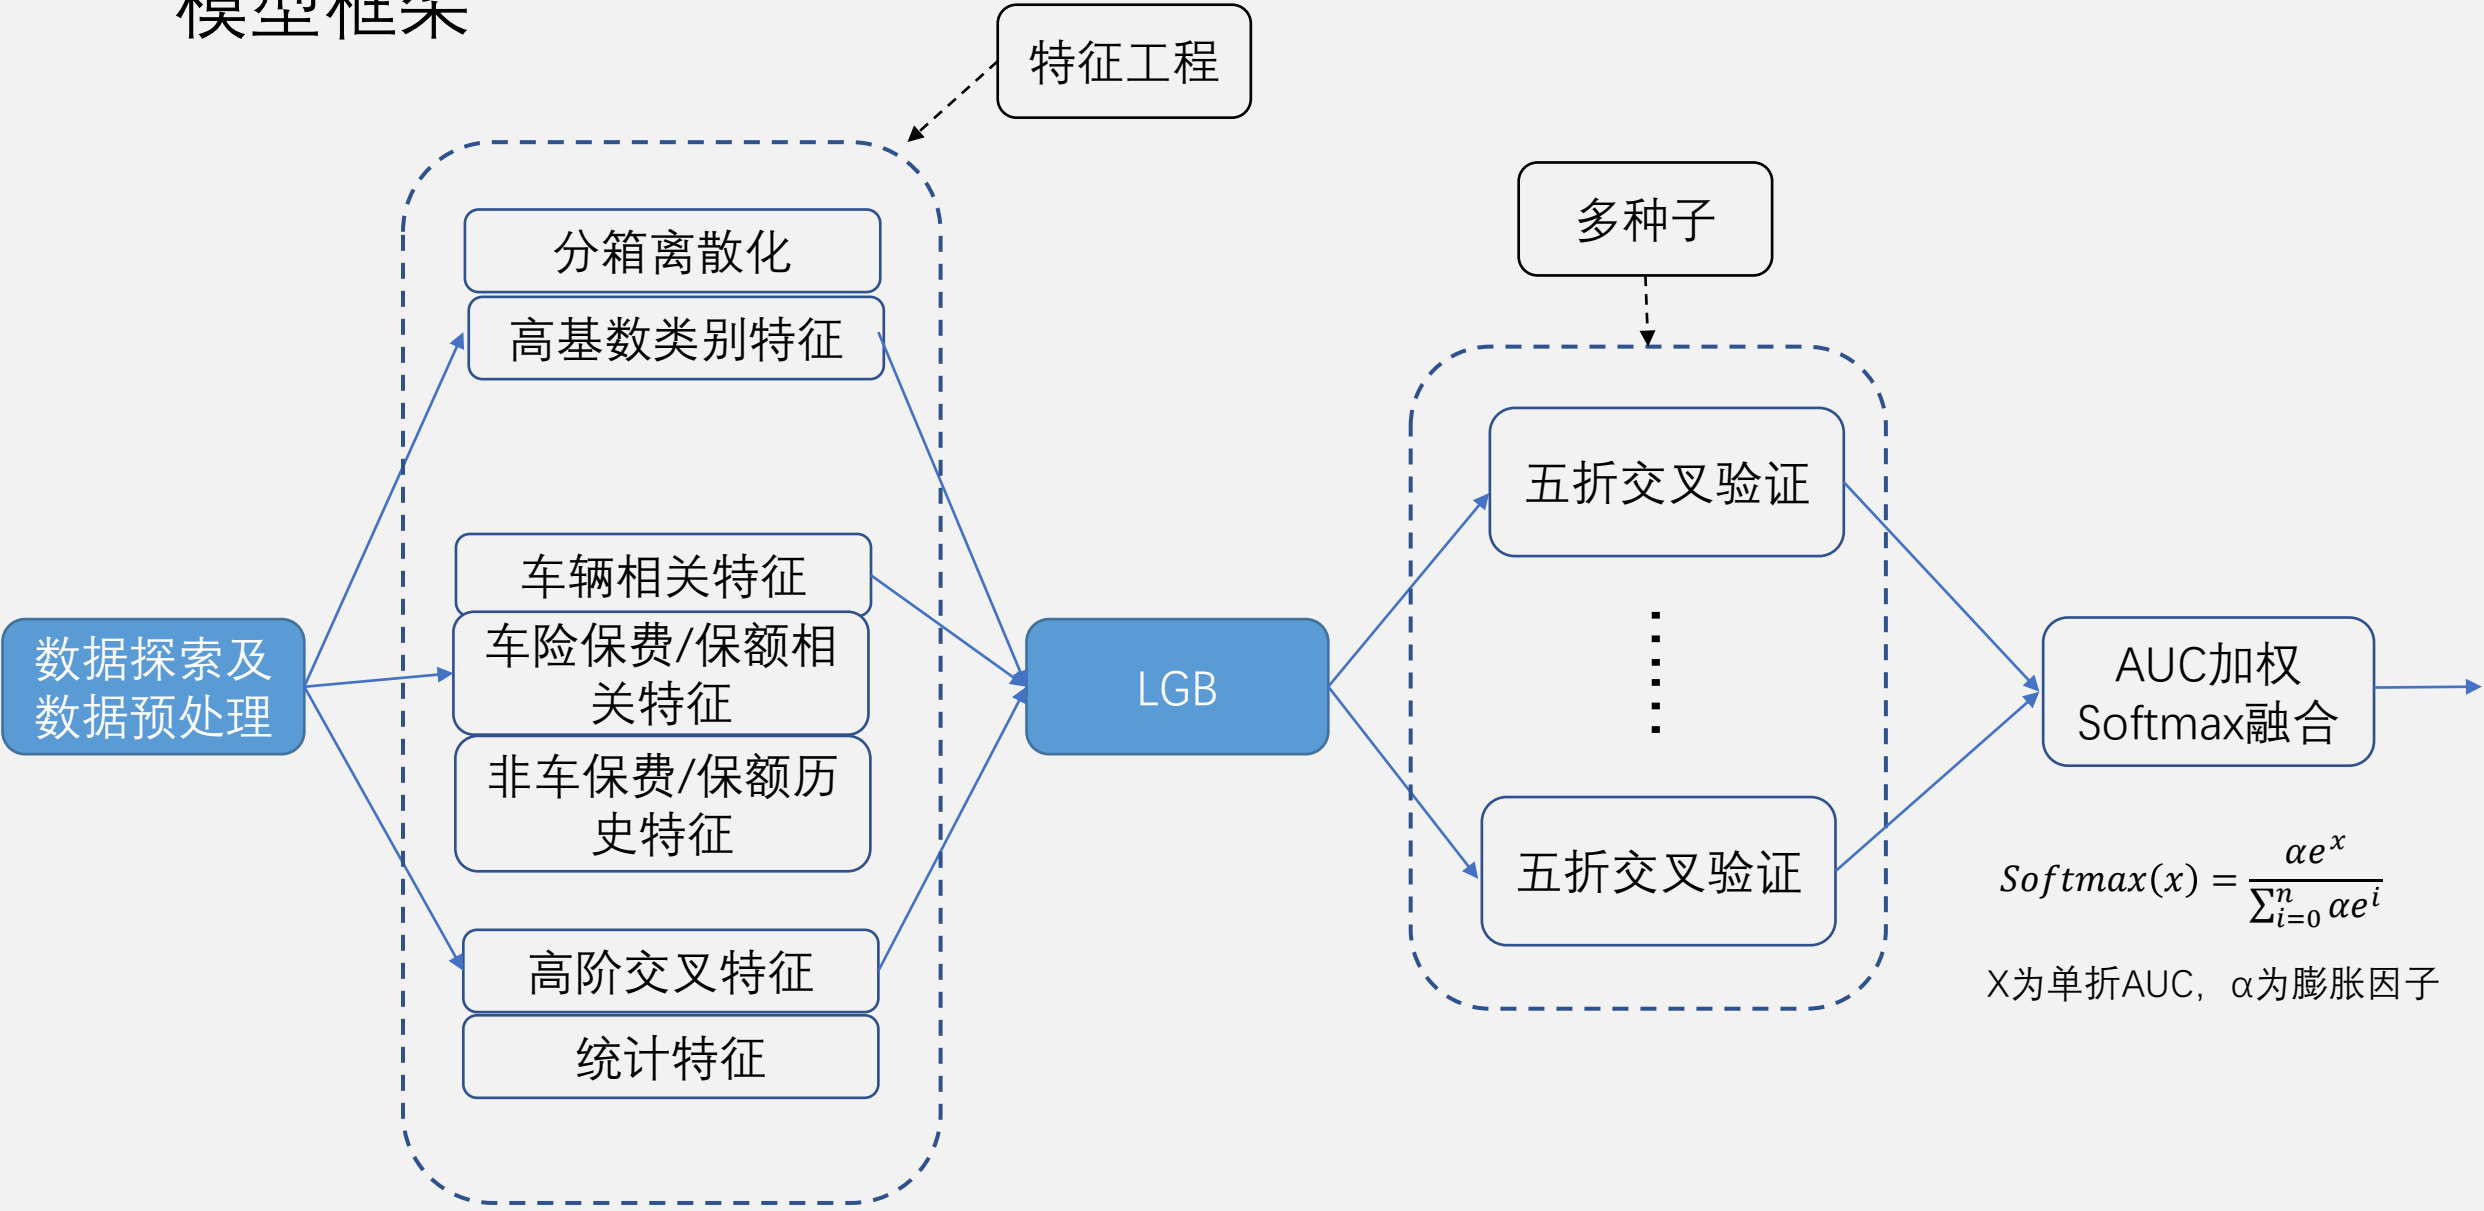 模型框架
特征工程
分箱离散化
高基数类别特征
车辆相关特征
车险保费/保额相
关特征
非车保费/保额历
史特征
高阶交叉特征
统计特征
数据探索及
数据预处理
LGB
多种子
五折交叉验证
五折交叉验证
AUC加权
Softmax融合
$Softmax(x) = \frac{\alpha e^x}{\sum_{i=0}^{n} \alpha e^i}$
X为单折AUC，α为膨胀因子